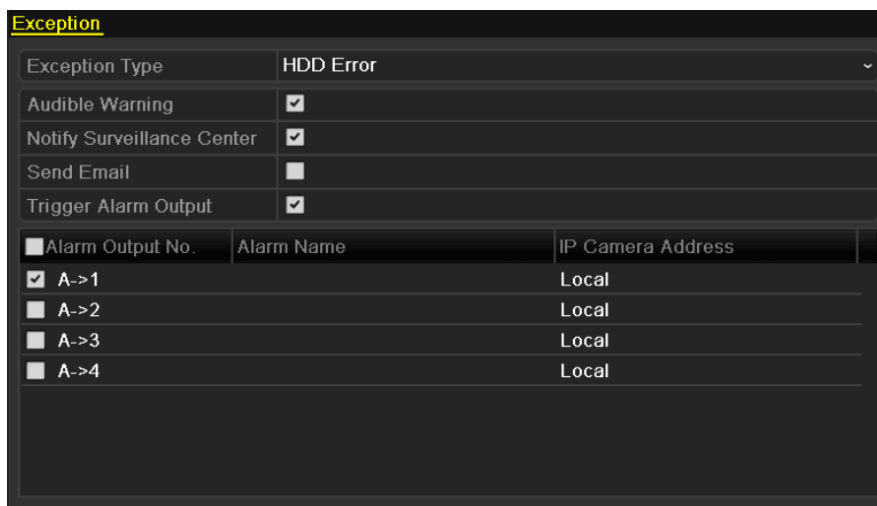 Exception
Exception Type HDD Error
Audible Warning
Notify Surveillance Center
Send Email
Trigger Alarm Output
Alarm Output No. Alarm Name IP Camera Address
A->1 Local
A->2 Local
A->3 Local
A->4 Local